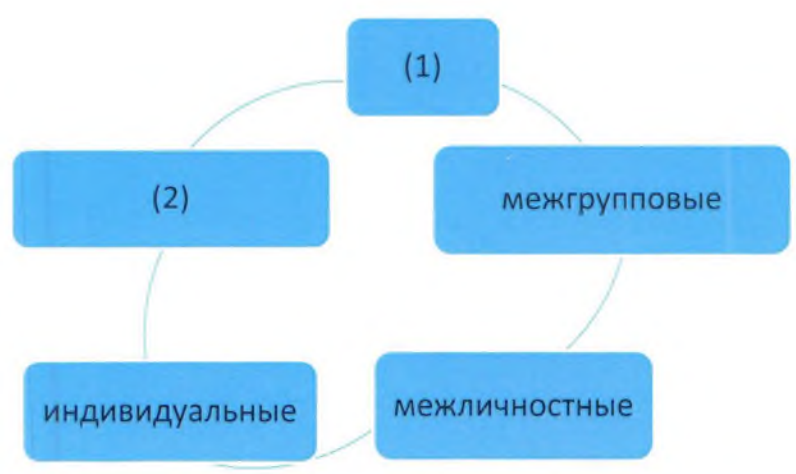 (1)
(2)
межгрупповые
индивидуальные
межличностные